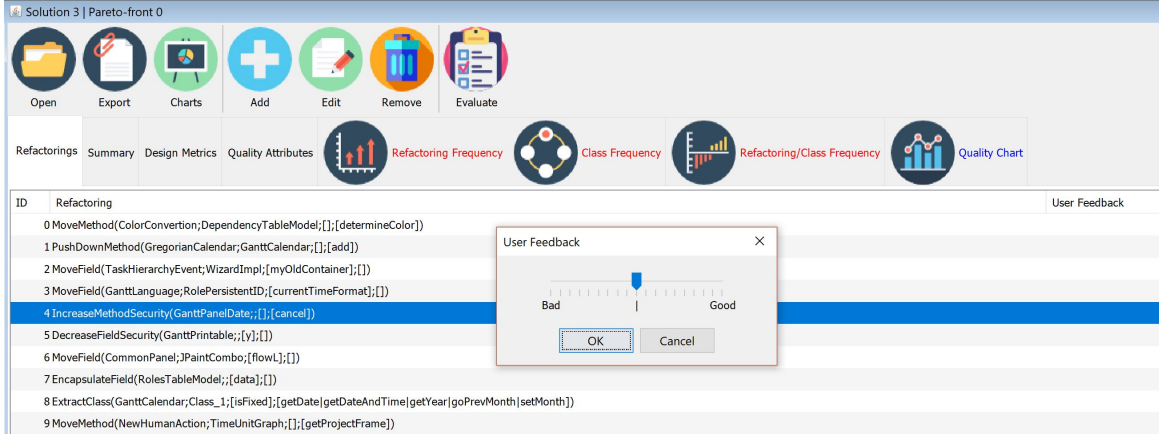 Solution 3 | Pareto-front 0
Open Export Charts Add Edit Remove Evaluate
Refactorings Summary Design Metrics Quality Attributes Refactoring Frequency Class Frequency Refactoring/Class Frequency Quality Chart
ID Refactoring User Feedback
0 MoveMethod(ColorConvertion;DependencyTableModel;[];[determineColor])
1 PushDownMethod(GregorianCalendar;GanttCalendar;[];[add])
2 MoveField(TaskHierarchyEvent;WizardImpl;[myOldContainer];[])
3 MoveField(GanttLanguage;RolePersistentID;[currentTimeFormat];[])
4 IncreaseMethodSecurity(GanttPanelDate;;[];[cancel])
5 DecreaseFieldSecurity(GanttPrintable;;[y];[])
6 MoveField(CommonPanel;JPaintCombo;[flowL];[])
7 EncapsulateField(RolesTableModel;;[data];[])
8 ExtractClass(GanttCalendar;Class_1;[isFixed];[getDate|getDateAndTime|getYear|goPrevMonth|setMonth])
9 MoveMethod(NewHumanAction;TimeUnitGraph;[];[getProjectFrame])
User Feedback
Bad | Good
OK Cancel